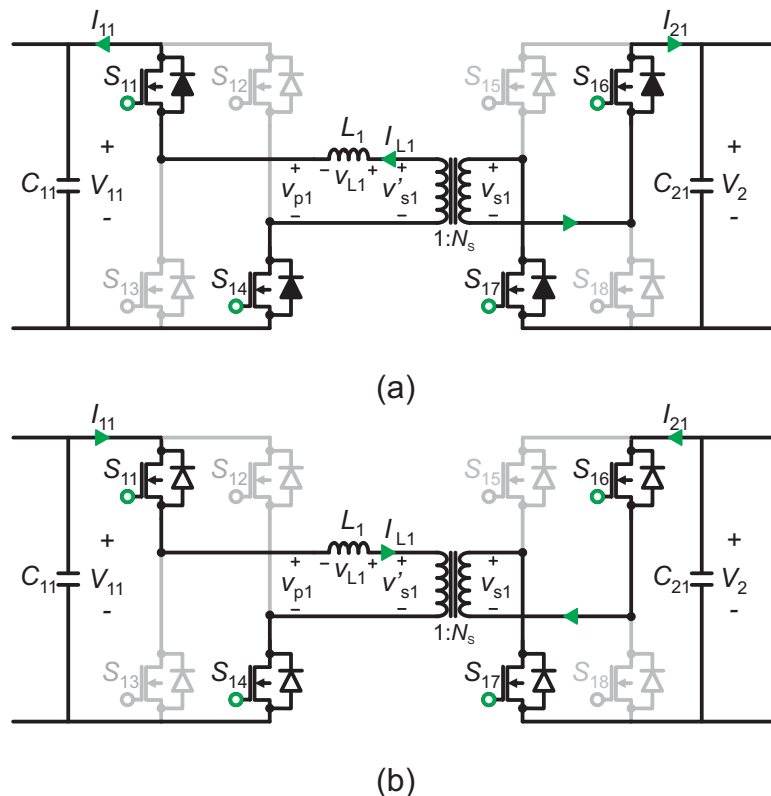 I11 I21
S11 S12 S15 S16
L1 IL1
C11 + V11 - vp1 + - - vL1 + v's1 + - vs1 + - C21 + V2 -
1:Ns
S13 S14 S17 S18
(a)
I11 I21
S11 S12 S15 S16
L1 IL1
C11 + V11 - vp1 + - - vL1 + v's1 + - vs1 + - C21 + V2 -
1:Ns
S13 S14 S17 S18
(b)